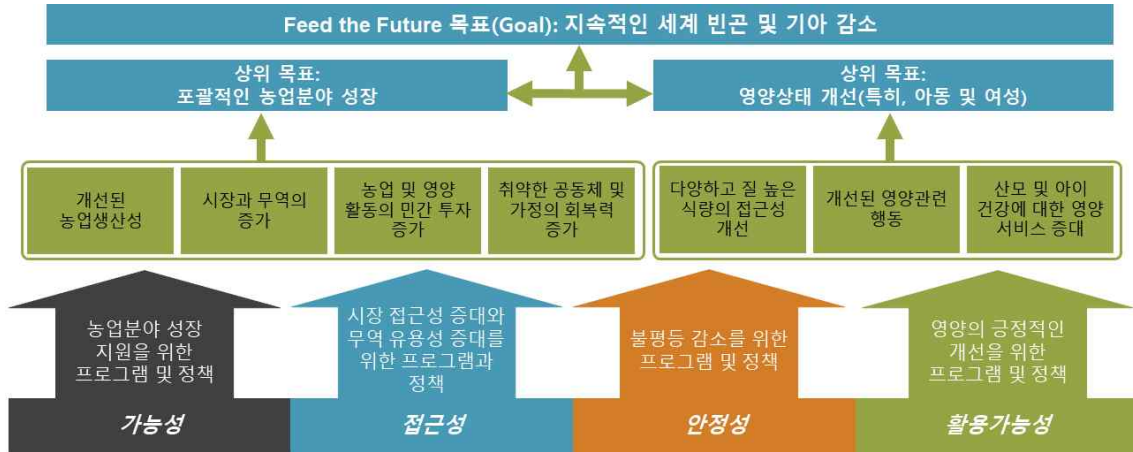 Feed the Future 목표(Goal): 지속적인 세계 빈곤 및 기아 감소
상위 목표:
포괄적인 농업분야 성장
상위 목표:
영양상태 개선(특히, 아동 및 여성)
개선된
농업생산성
시장과 무역의
증가
농업 및 영양
활동의 민간 투자
증가
취약한 공동체 및
가정의 회복력
증가
다양하고 질 높은
식량의 접근성
개선
개선된 영양관련
행동
산모 및 아이
건강에 대한 영양
서비스 증대
농업분야 성장
지원을 위한
프로그램 및 정책
시장 접근성 증대와
무역 유용성 증대를
위한 프로그램과
정책
불평등 감소를 위한
프로그램 및 정책
영양의 긍정적인
개선을 위한
프로그램 및 정책
가능성
접근성
안정성
활용가능성